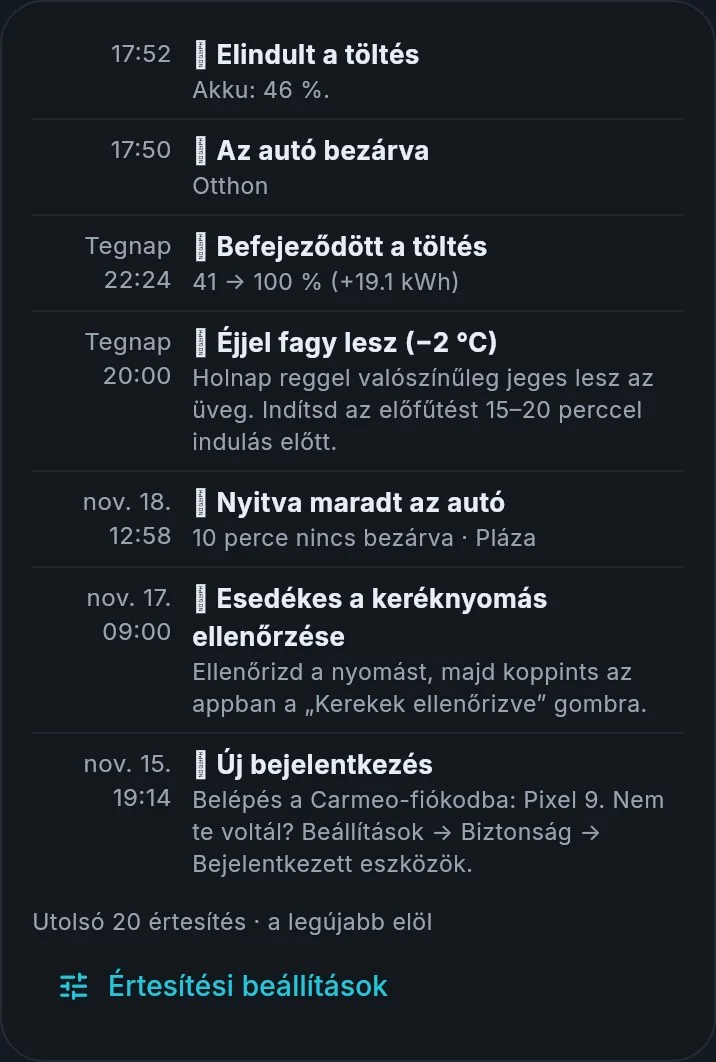 17:52 Elindult a töltés
Akku: 46 %.
17:50 Az autó bezárva
Otthon
Tegnap 22:24 Befejeződött a töltés
41 → 100 % (+19.1 kWh)
Tegnap 20:00 Éjjel fagy lesz (−2 °C)
Holnap reggel valószínűleg jeges lesz az
üveg. Indítsd az előfűtést 15–20 perccel
indulás előtt.
nov. 18. 12:58 Nyitva maradt az autó
10 perce nincs bezárva · Pláza
nov. 17. 09:00 Esedékes a keréknyomás
ellenőrzése
Ellenőrizd a nyomást, majd koppints az
appban a „Kerekek ellenőrizve” gombra.
nov. 15. 19:14 Új bejelentkezés
Belépés a Carmeo-fiókodba: Pixel 9. Nem
te voltál? Beállítások → Biztonság →
Bejelentkezett eszközök.
Utolsó 20 értesítés · a legújabb elöl
Értesítési beállítások